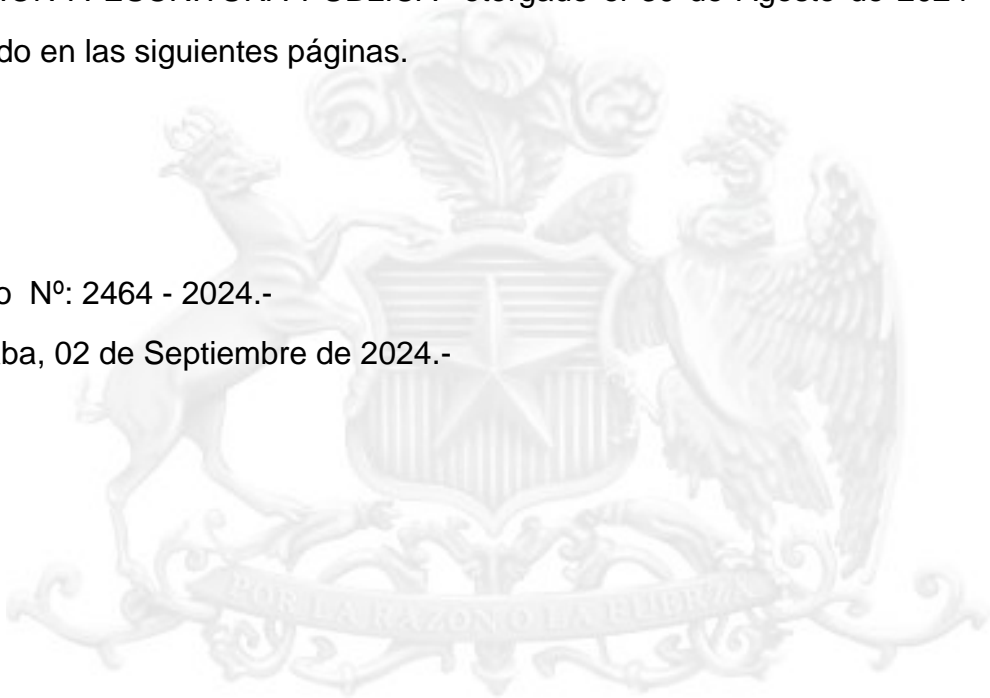 do en las siguientes páginas.
o Nº: 2464 - 2024.-
ba, 02 de Septiembre de 2024.-
POR LA RAZON O LA FUERZA